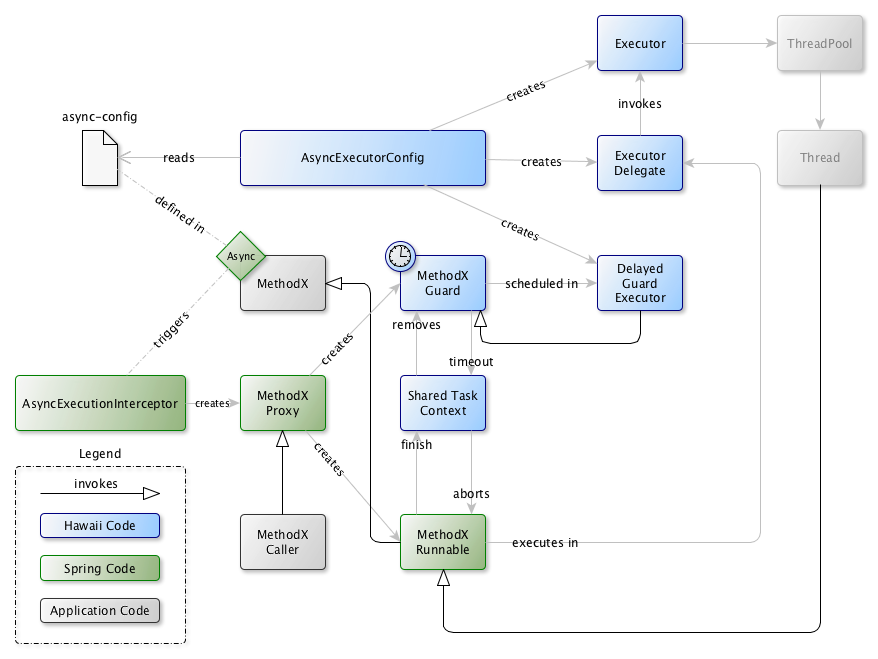 Executor
ThreadPool
creates
invokes
async-config
reads
AsyncExecutorConfig
creates
Executor
Delegate
Thread
defined in
creates
Async
MethodX
MethodX
Guard
scheduled in
Delayed
Guard
Executor
triggers
creates
removes
timeout
AsyncExecutionInterceptor
creates
MethodX
Proxy
Shared Task
Context
Legend
creates
finish
invokes
aborts
Hawaii Code
MethodX
Caller
MethodX
Runnable
executes in
Spring Code
Application Code